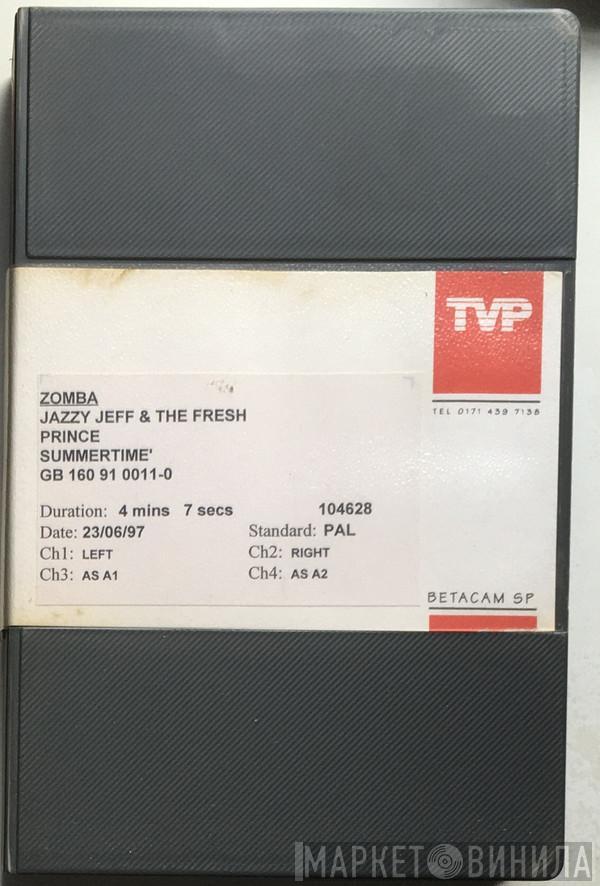 TVP
TEL 0171 439 7138
ZOMBA
JAZZY JEFF & THE FRESH
PRINCE
SUMMERTIME'
GB 160 91 0011-0
Duration: 4 mins 7 secs 104628
Date: 23/06/97 Standard: PAL
Ch1: LEFT Ch2: RIGHT
Ch3: AS A1 Ch4: AS A2
BETACAM SP
МАРКЕТ ВИНИЛА